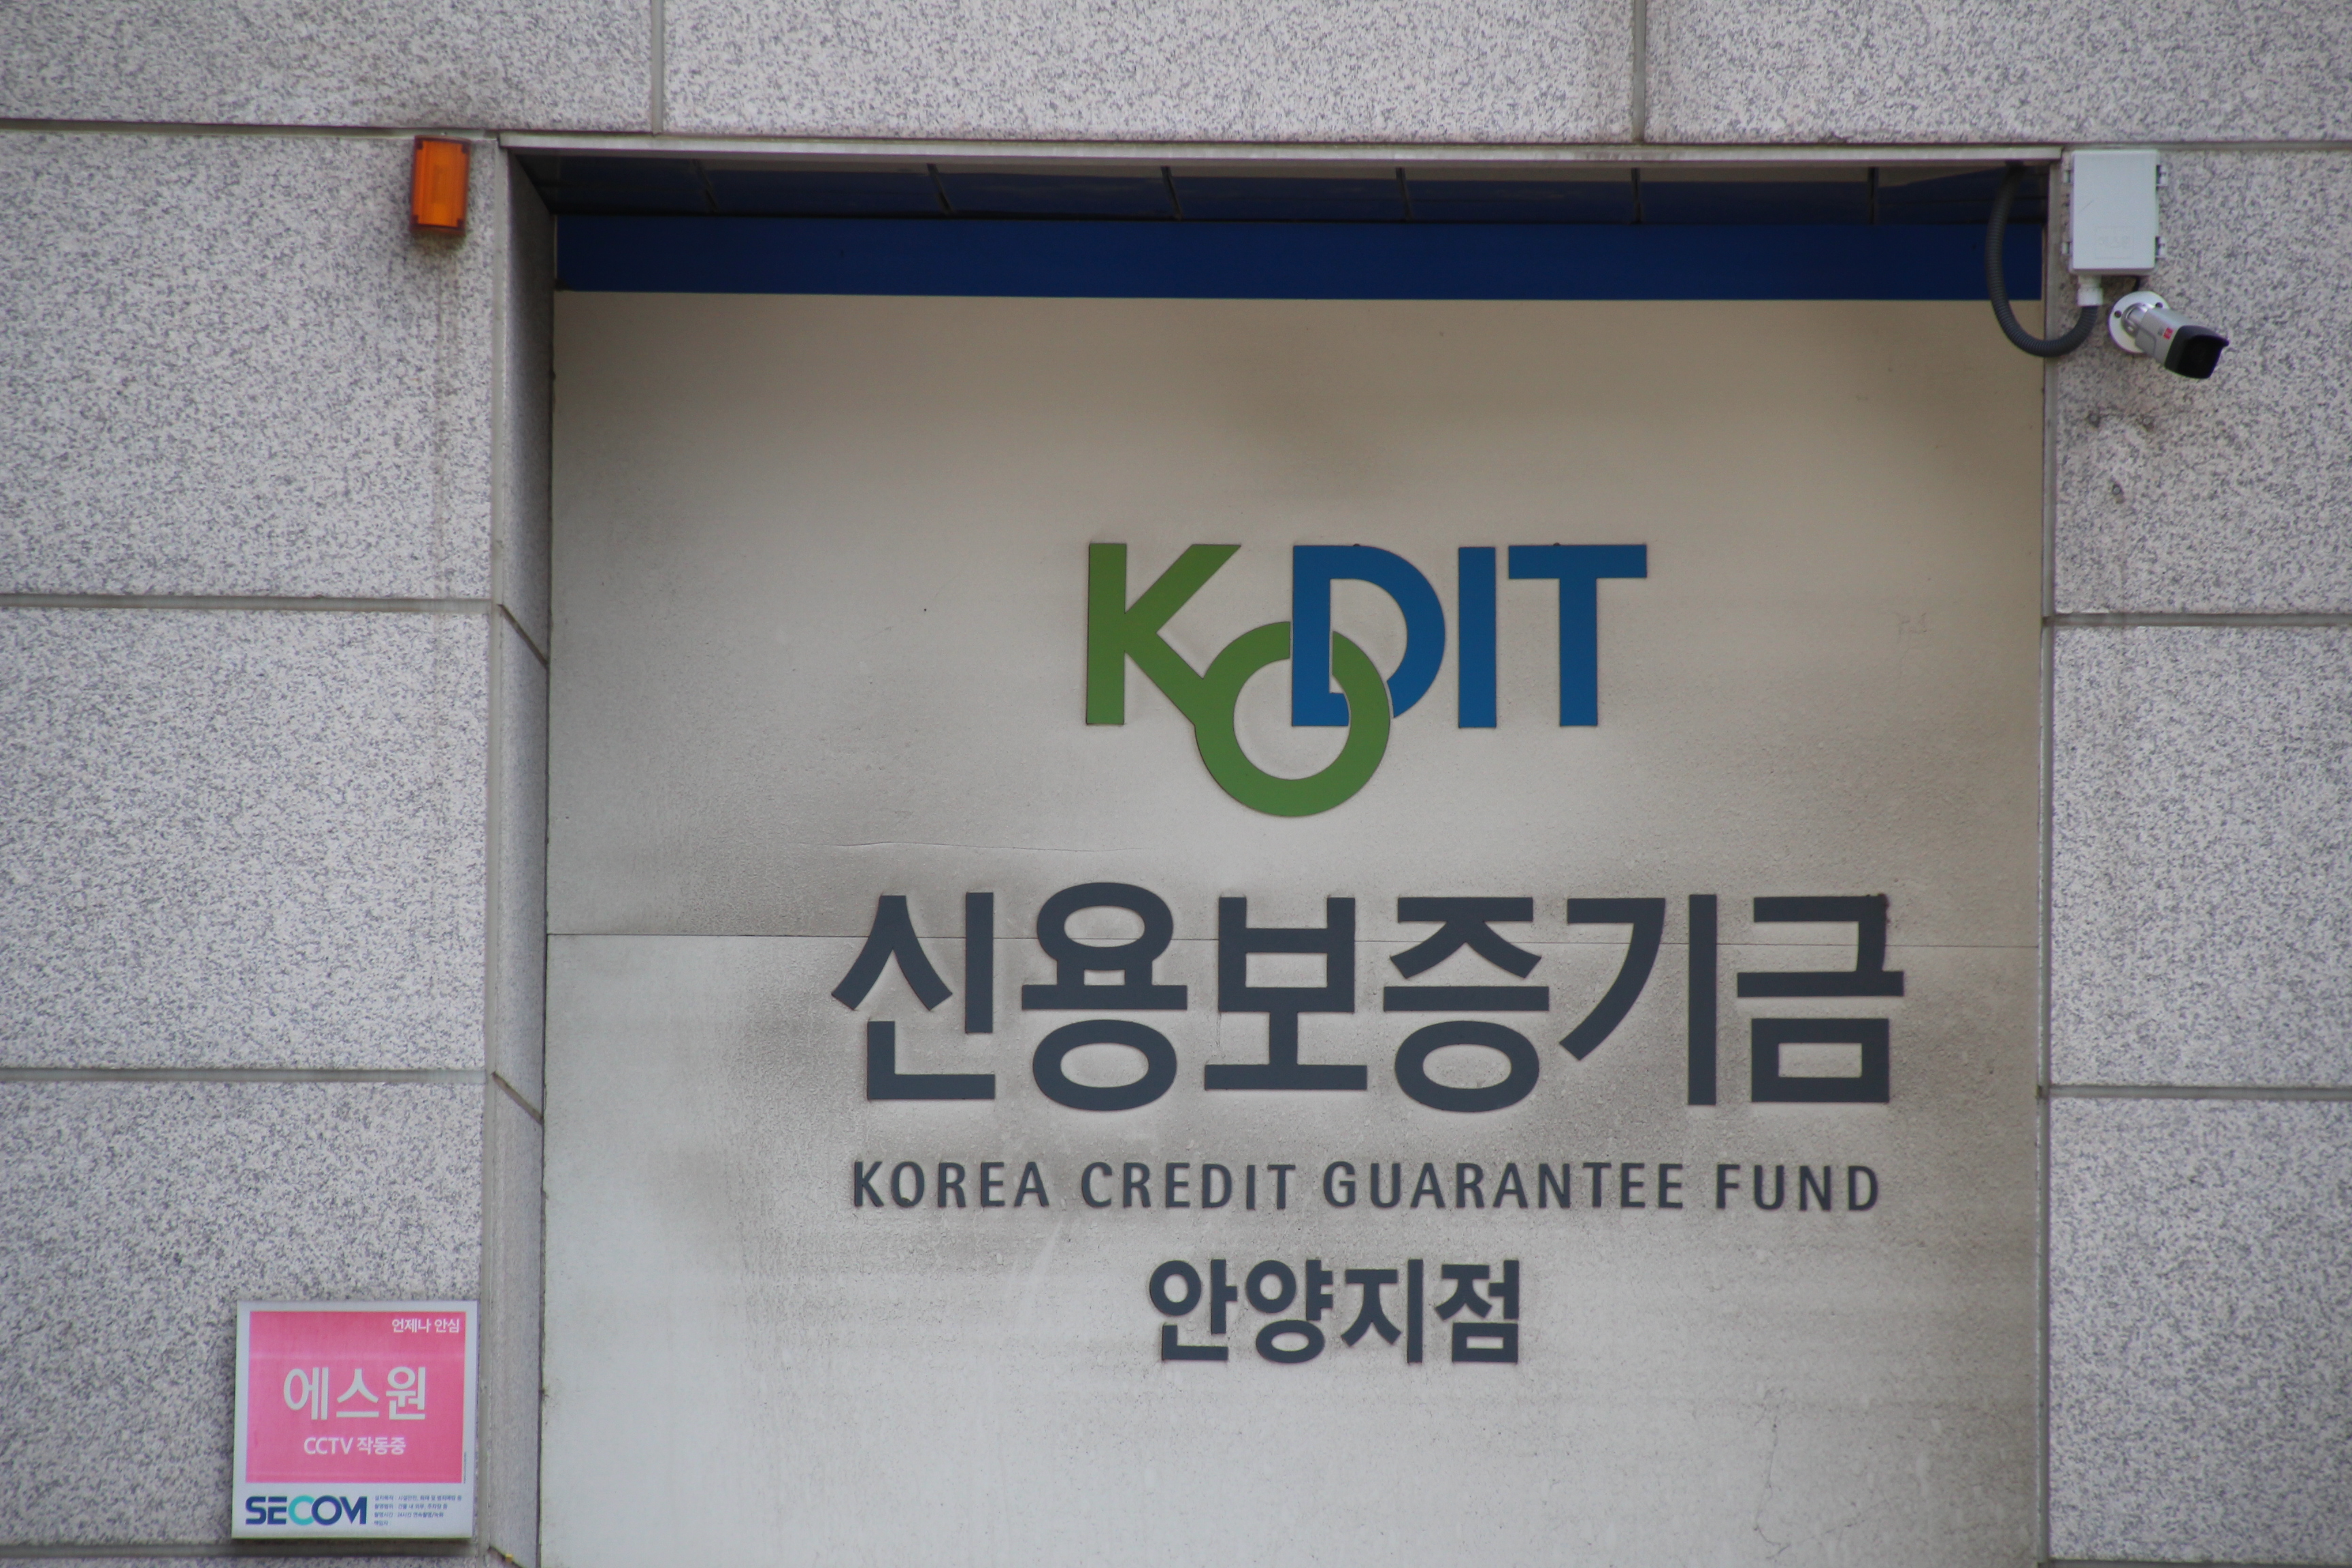 KODIT
신용보증기금
KOREA CREDIT GUARANTEE FUND
안양지점
언제나 안심
에스원
CCTV 작동중
SECOM